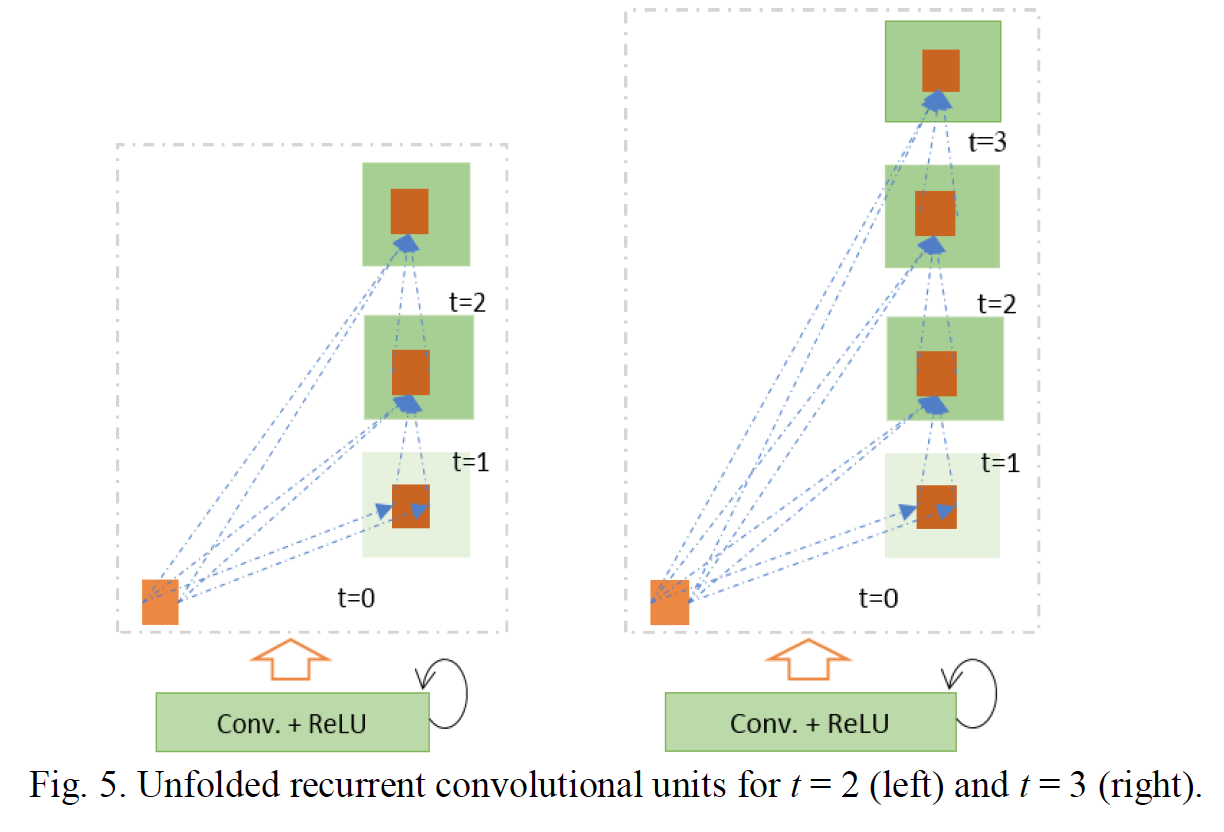 t=2
t=1
t=0
Conv. + ReLU
t=3
t=2
t=1
t=0
Conv. + ReLU
Fig. 5. Unfolded recurrent convolutional units for t = 2 (left) and t = 3 (right).